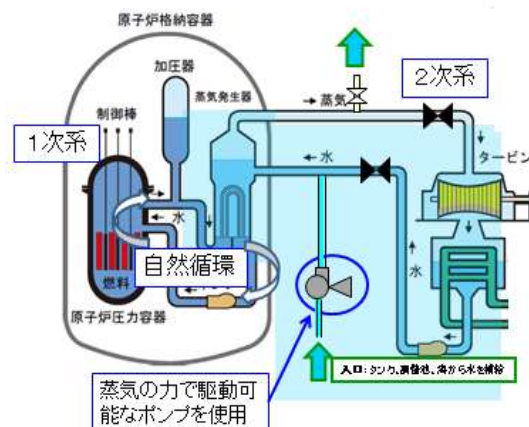 原子炉格納容器
加圧器
蒸気発生器
→蒸気
2次系
制御棒
1次系
←水
タービン
水
自然循環
燃料
水
原子炉圧力容器
入口:タンク、調整池、海から水を補給
蒸気の力で駆動可
能なポンプを使用